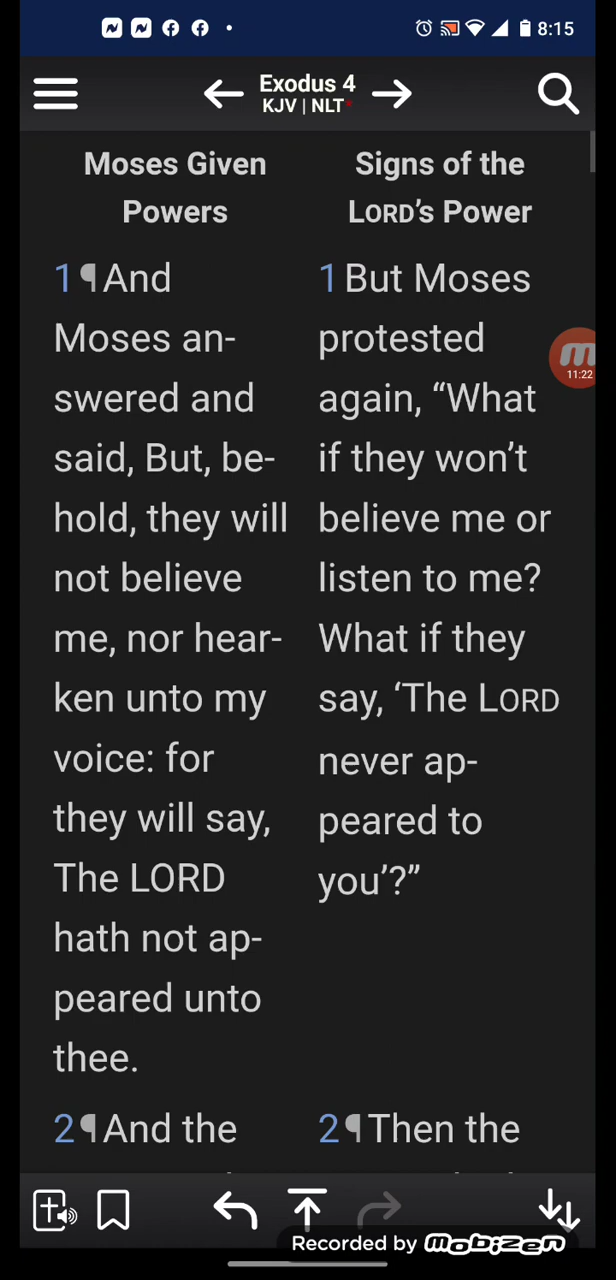 8:15
Exodus 4
KJV | NLT*
Moses Given
Powers
1 ¶ And
Moses an-
swered and
said, But, be-
hold, they will
not believe
me, nor hear-
ken unto my
voice: for
they will say,
The LORD
hath not ap-
peared unto
thee.
2 ¶ And the
Signs of the
LORD’s Power
1 But Moses
protested
again, “What
if they won’t
believe me or
listen to me?
What if they
say, ‘The LORD
never ap-
peared to
you’?”
2 ¶ Then the
11:22
Recorded by mobizen